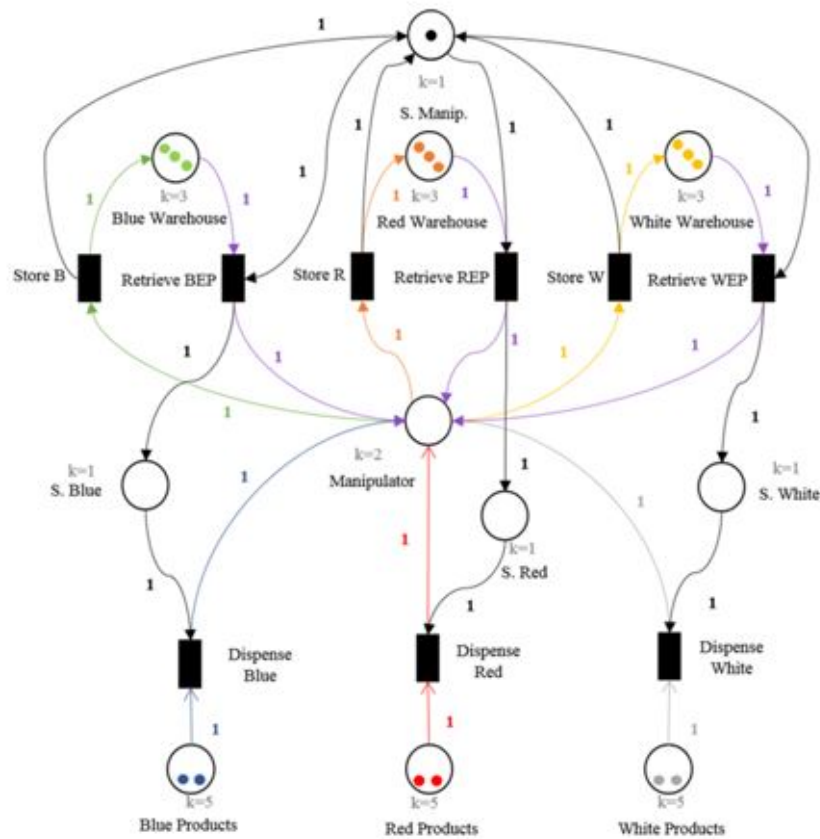 1
k=1
S. Manip.
1
1
1
1
k=3
Blue Warehouse
1
1
k=3
Red Warehouse
1
1
k=3
White Warehouse
1
1
Store B
Retrieve BEP
Store R
Retrieve REP
Store W
Retrieve WEP
1
1
1
1
1
1
1
k=2
Manipulator
1
k=1
S. Blue
1
1
1
k=1
S. White
1
1
k=1
S. Red
1
1
1
Dispense
Blue
Dispense
Red
Dispense
White
1
1
1
k=5
Blue Products
k=5
Red Products
k=5
White Products